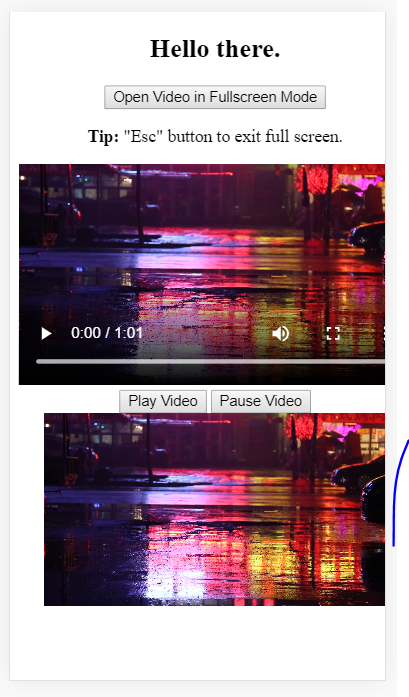 Hello there.
Open Video in Fullscreen Mode
Tip: "Esc" button to exit full screen.
0:00 / 1:01
Play Video Pause Video